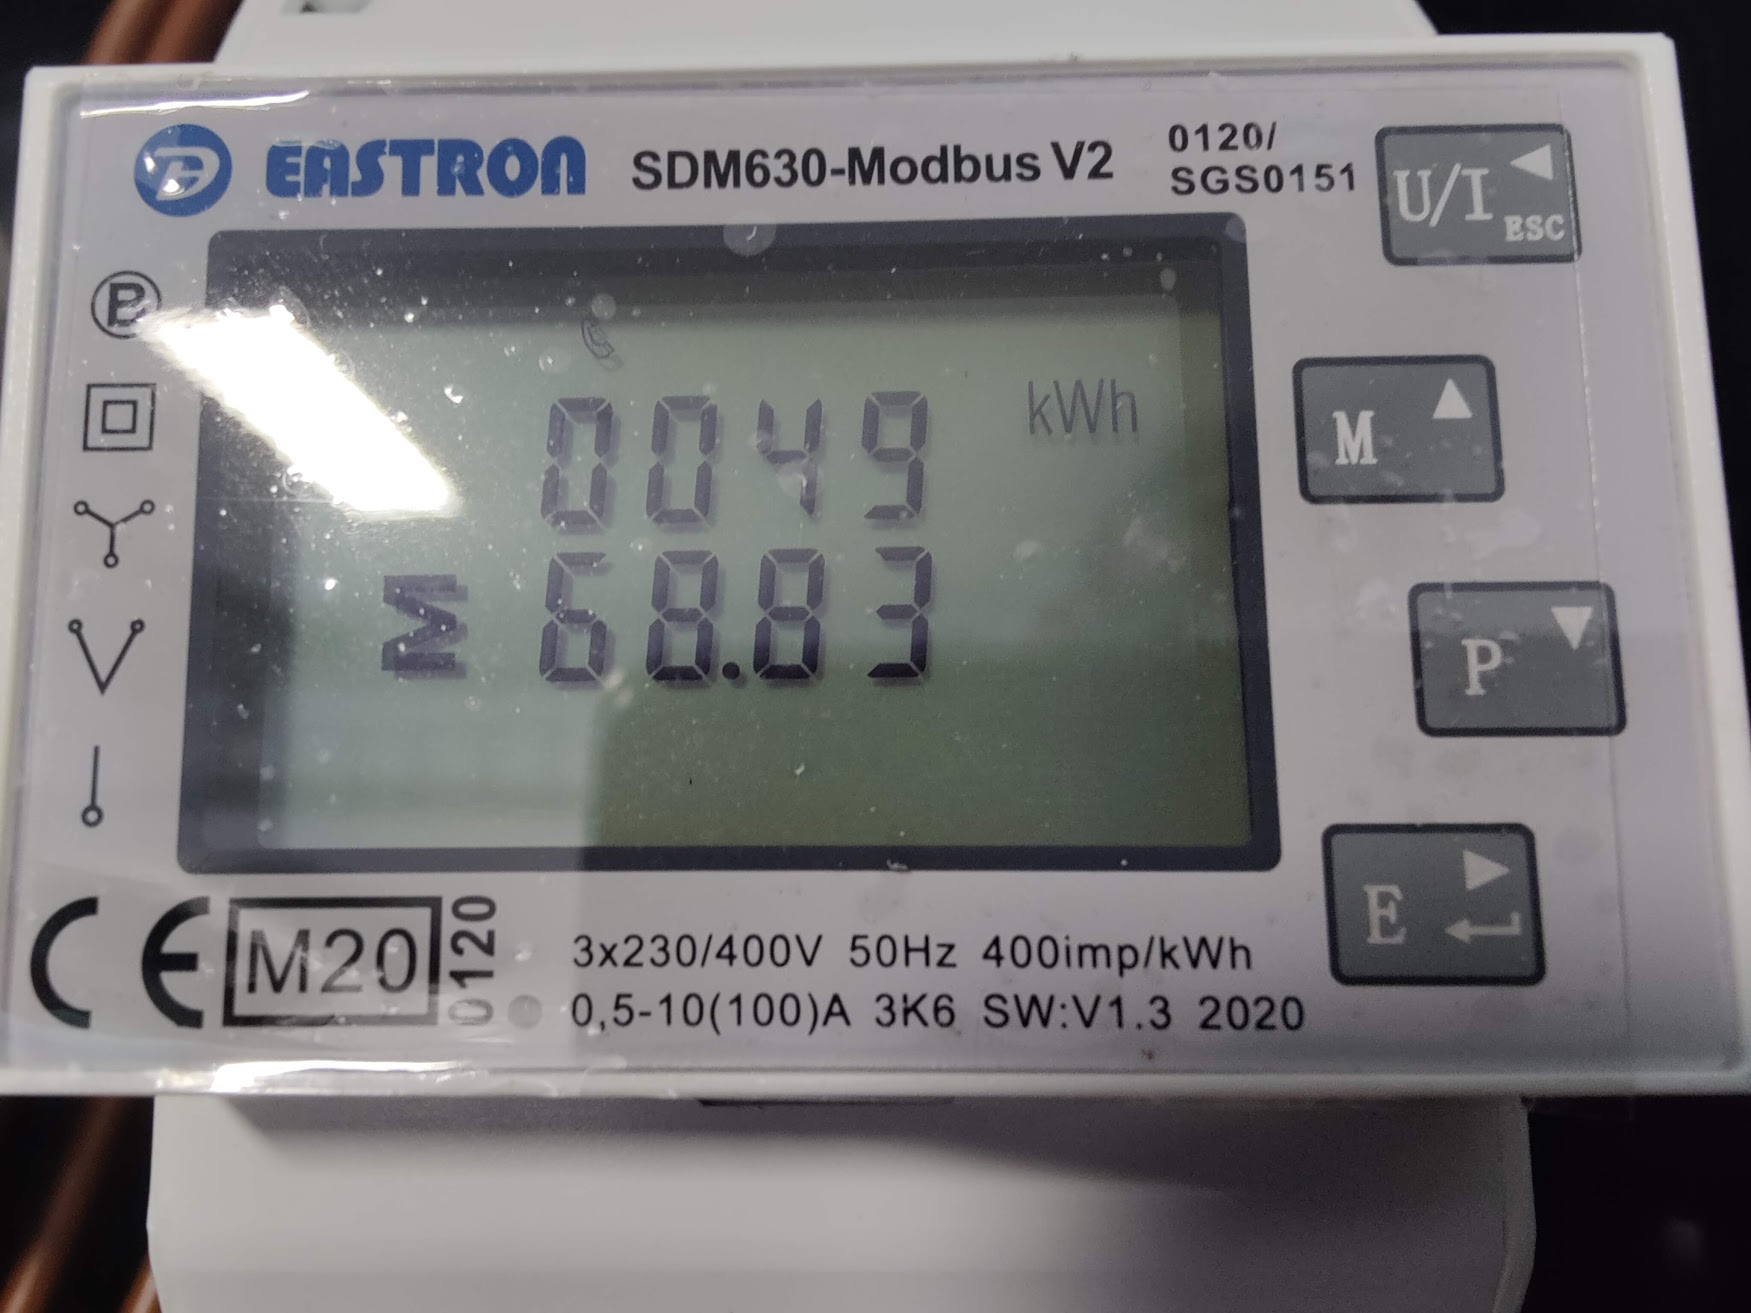 EASTRON
SDM630-Modbus V2
0120/
SGS0151
U/I
ESC
P
0049
kWh
M
M
68.83
P
E
CE
M20
0120
3x230/400V 50Hz 400imp/kWh
0,5-10(100)A 3K6 SW:V1.3 2020